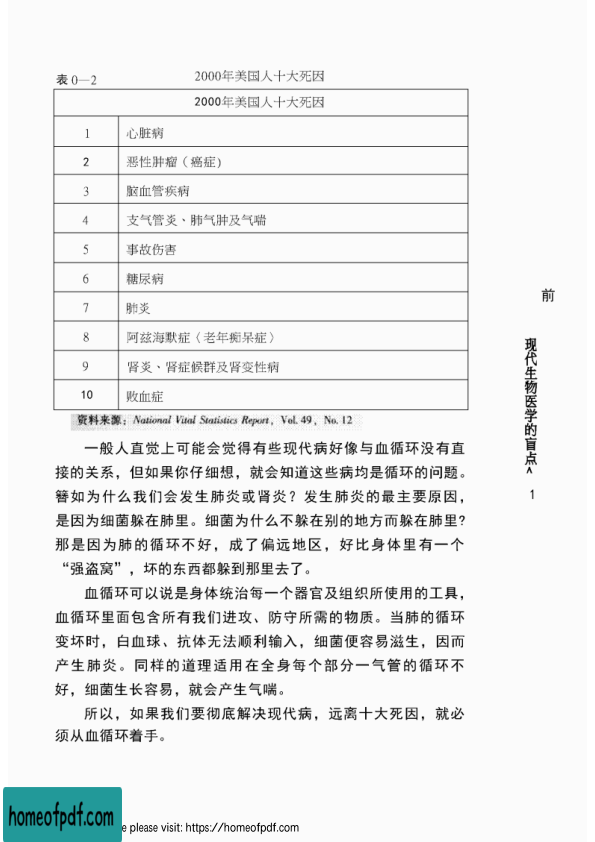 表 0—2
2000年美国人十大死因
2000年美国人十大死因
1 心脏病
2 恶性肿瘤（癌症)
3 脑血管疾病
4 支气管炎、肺气肿及气喘
5 事故伤害
6 糖尿病
7 肺炎
8 阿兹海默症（老年痴呆症）
9 肾炎、肾症候群及肾变性病
10 败血症
资料来源：National Vital Statistics Report，Vol. 49，No. 12
一般人直觉上可能会觉得有些现代病好像与血循环没有直
接的关系，但如果你仔细想，就会知道这些病均是循环的问题。
譬如为什么我们会发生肺炎或肾炎？发生肺炎的最主要原因，
是因为细菌躲在肺里。细菌为什么不躲在别的地方而躲在肺里?
那是因为肺的循环不好，成了偏远地区，好比身体里有一个
“强盗窝”，坏的东西都躲到那里去了。
血循环可以说是身体统治每一个器官及组织所使用的工具，
血循环里面包含所有我们进攻、防守所需的物质。当肺的循环
变坏时，白血球、抗体无法顺利输入，细菌便容易滋生，因而
产生肺炎。同样的道理适用在全身每个部分一气管的循环不
好，细菌生长容易，就会产生气喘。
所以，如果我们要彻底解决现代病，远离十大死因，就必
须从血循环着手。
前
现代生物医学的盲点^
1
homeofpdf.com
e please visit: https://homeofpdf.com